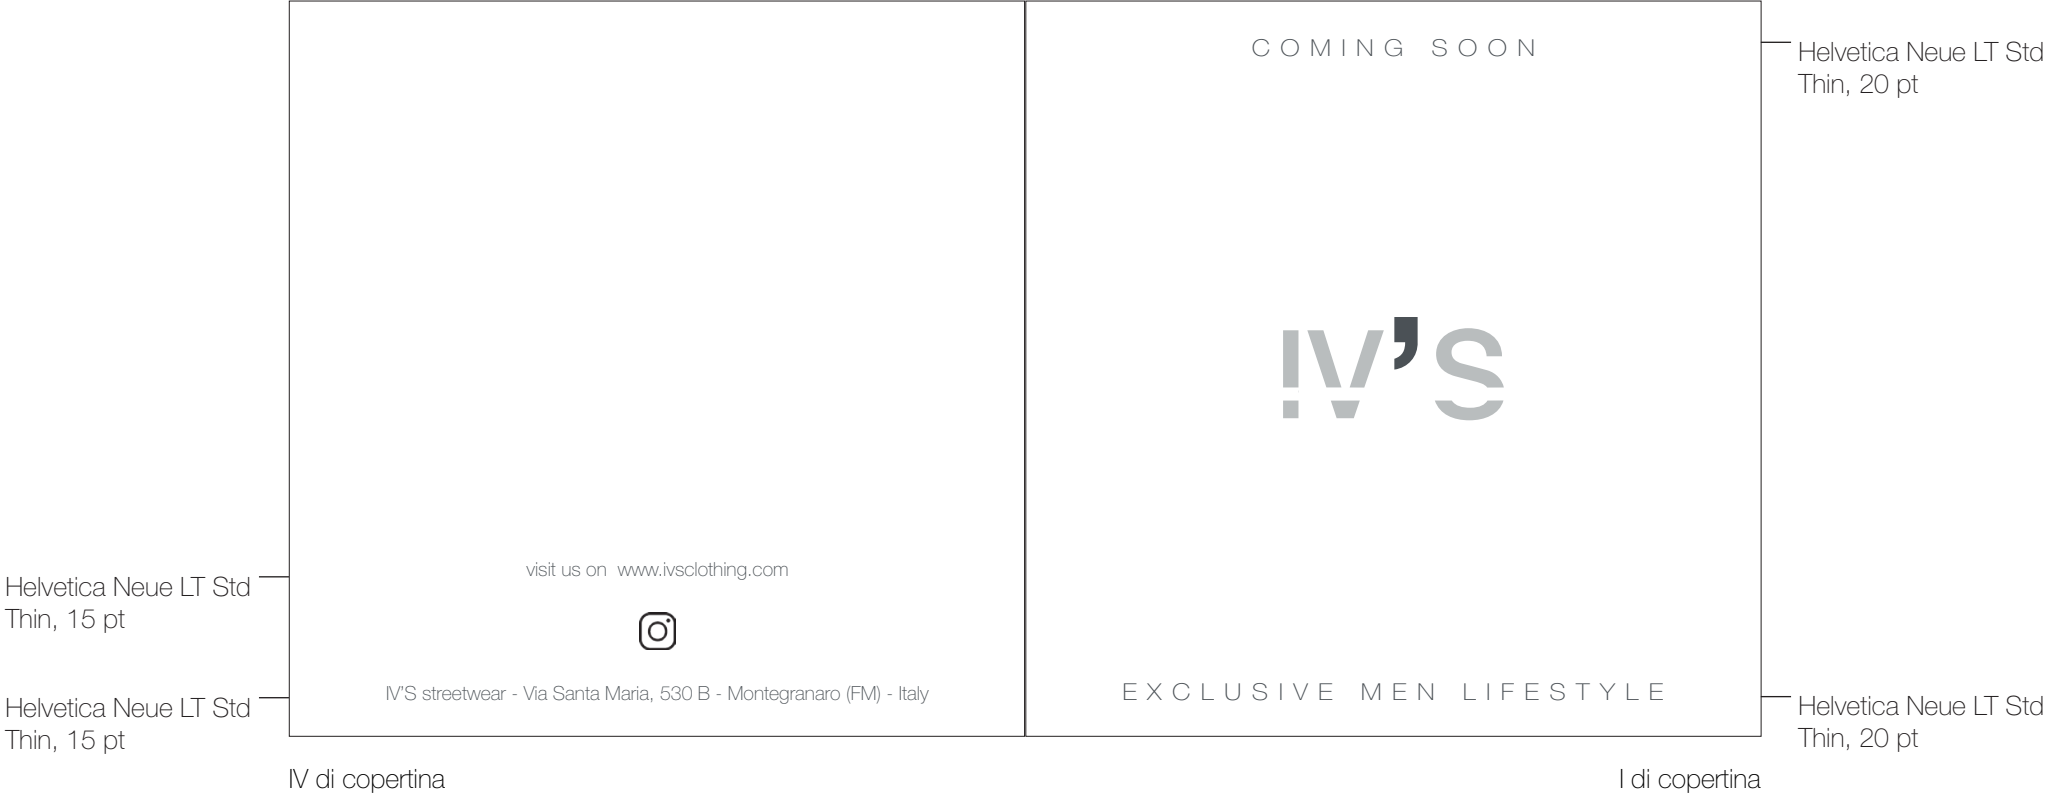 COMING SOON
Helvetica Neue LT Std
Thin, 20 pt
IV'S
visit us on www.ivsclothing.com
Helvetica Neue LT Std
Thin, 15 pt
IV'S streetwear - Via Santa Maria, 530 B - Montegranaro (FM) - Italy
Helvetica Neue LT Std
Thin, 15 pt
EXCLUSIVE MEN LIFESTYLE
Helvetica Neue LT Std
Thin, 20 pt
IV di copertina
I di copertina